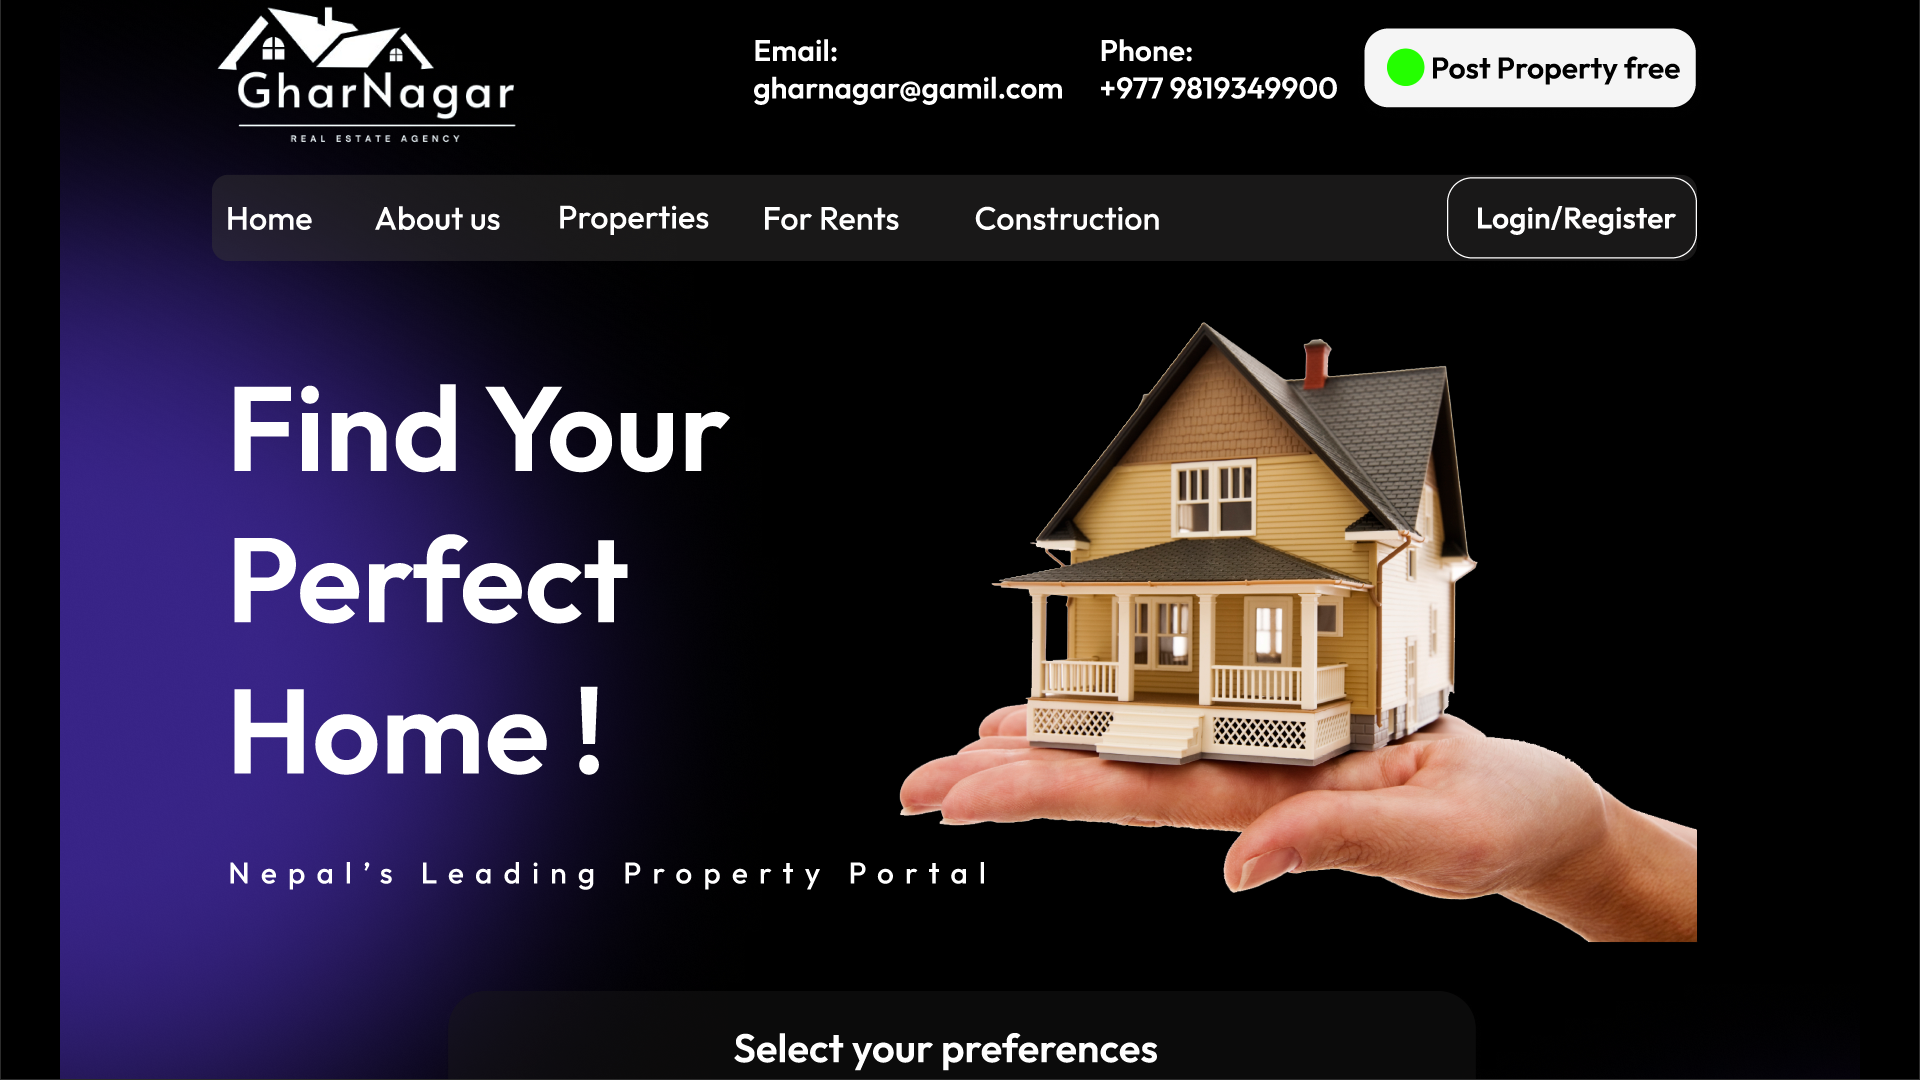 GharNagar
REAL ESTATE AGENCY
Email:
gharnagar@gamil.com
Phone:
+977 9819349900
Post Property free
Home About us Properties For Rents Construction Login/Register
Find Your
Perfect
Home !
Nepal’s Leading Property Portal
Select your preferences